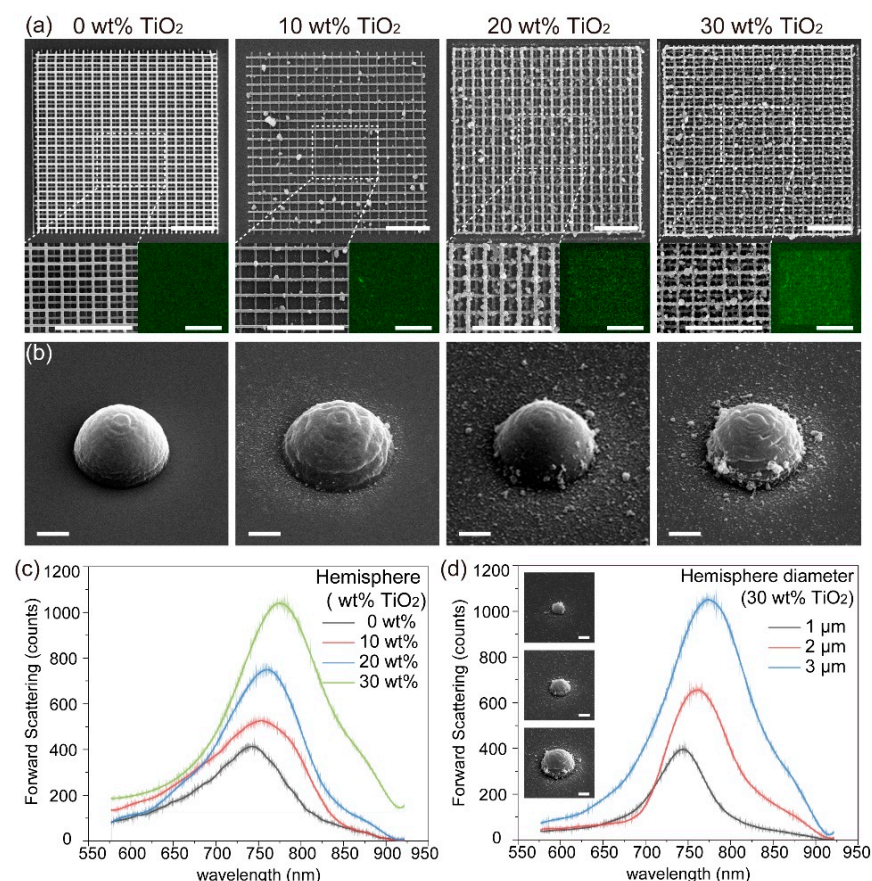 (a) 0 wt% TiO₂ 10 wt% TiO₂ 20 wt% TiO₂ 30 wt% TiO₂
(b)
(c)
1200
1000
800
600
400
200
0
Forward Scattering (counts)
550 600 650 700 750 800 850 900 950
wavelength (nm)
Hemisphere
( wt% TiO₂)
0 wt%
10 wt%
20 wt%
30 wt%
(d)
1200
1000
800
600
400
200
0
Forward Scattering (counts)
550 600 650 700 750 800 850 900 950
wavelength (nm)
Hemisphere diameter
(30 wt% TiO₂)
1 μm
2 μm
3 μm